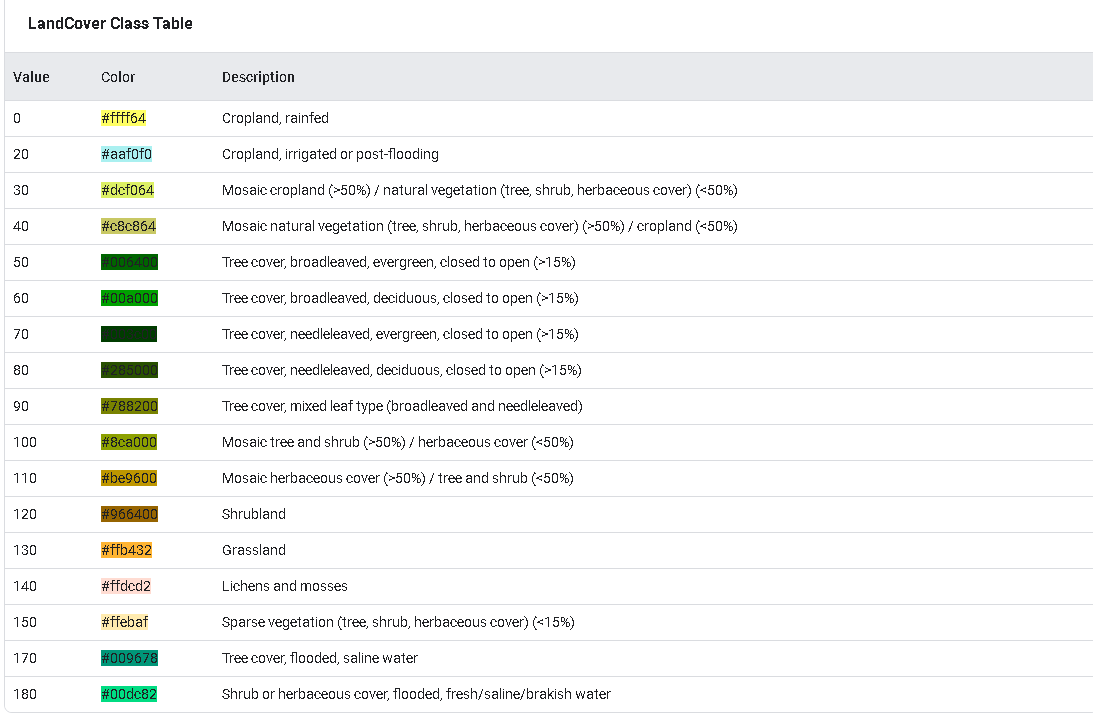 LandCover Class Table
Value Color Description
0 #ffff64 Cropland, rainfed
20 #aaf0f0 Cropland, irrigated or post-flooding
30 #dcf064 Mosaic cropland (>50%) / natural vegetation (tree, shrub, herbaceous cover) (<50%)
40 #c8c864 Mosaic natural vegetation (tree, shrub, herbaceous cover) (>50%) / cropland (<50%)
50 #006400 Tree cover, broadleaved, evergreen, closed to open (>15%)
60 #00a000 Tree cover, broadleaved, deciduous, closed to open (>15%)
70 Tree cover, needleleaved, evergreen, closed to open (>15%)
80 #285000 Tree cover, needleleaved, deciduous, closed to open (>15%)
90 #788200 Tree cover, mixed leaf type (broadleaved and needleleaved)
100 #8ca000 Mosaic tree and shrub (>50%) / herbaceous cover (<50%)
110 #be9600 Mosaic herbaceous cover (>50%) / tree and shrub (<50%)
120 #966400 Shrubland
130 #ffb432 Grassland
140 #ffdcd2 Lichens and mosses
150 #ffebaf Sparse vegetation (tree, shrub, herbaceous cover) (<15%)
170 #009678 Tree cover, flooded, saline water
180 #00dc82 Shrub or herbaceous cover, flooded, fresh/saline/brakish water